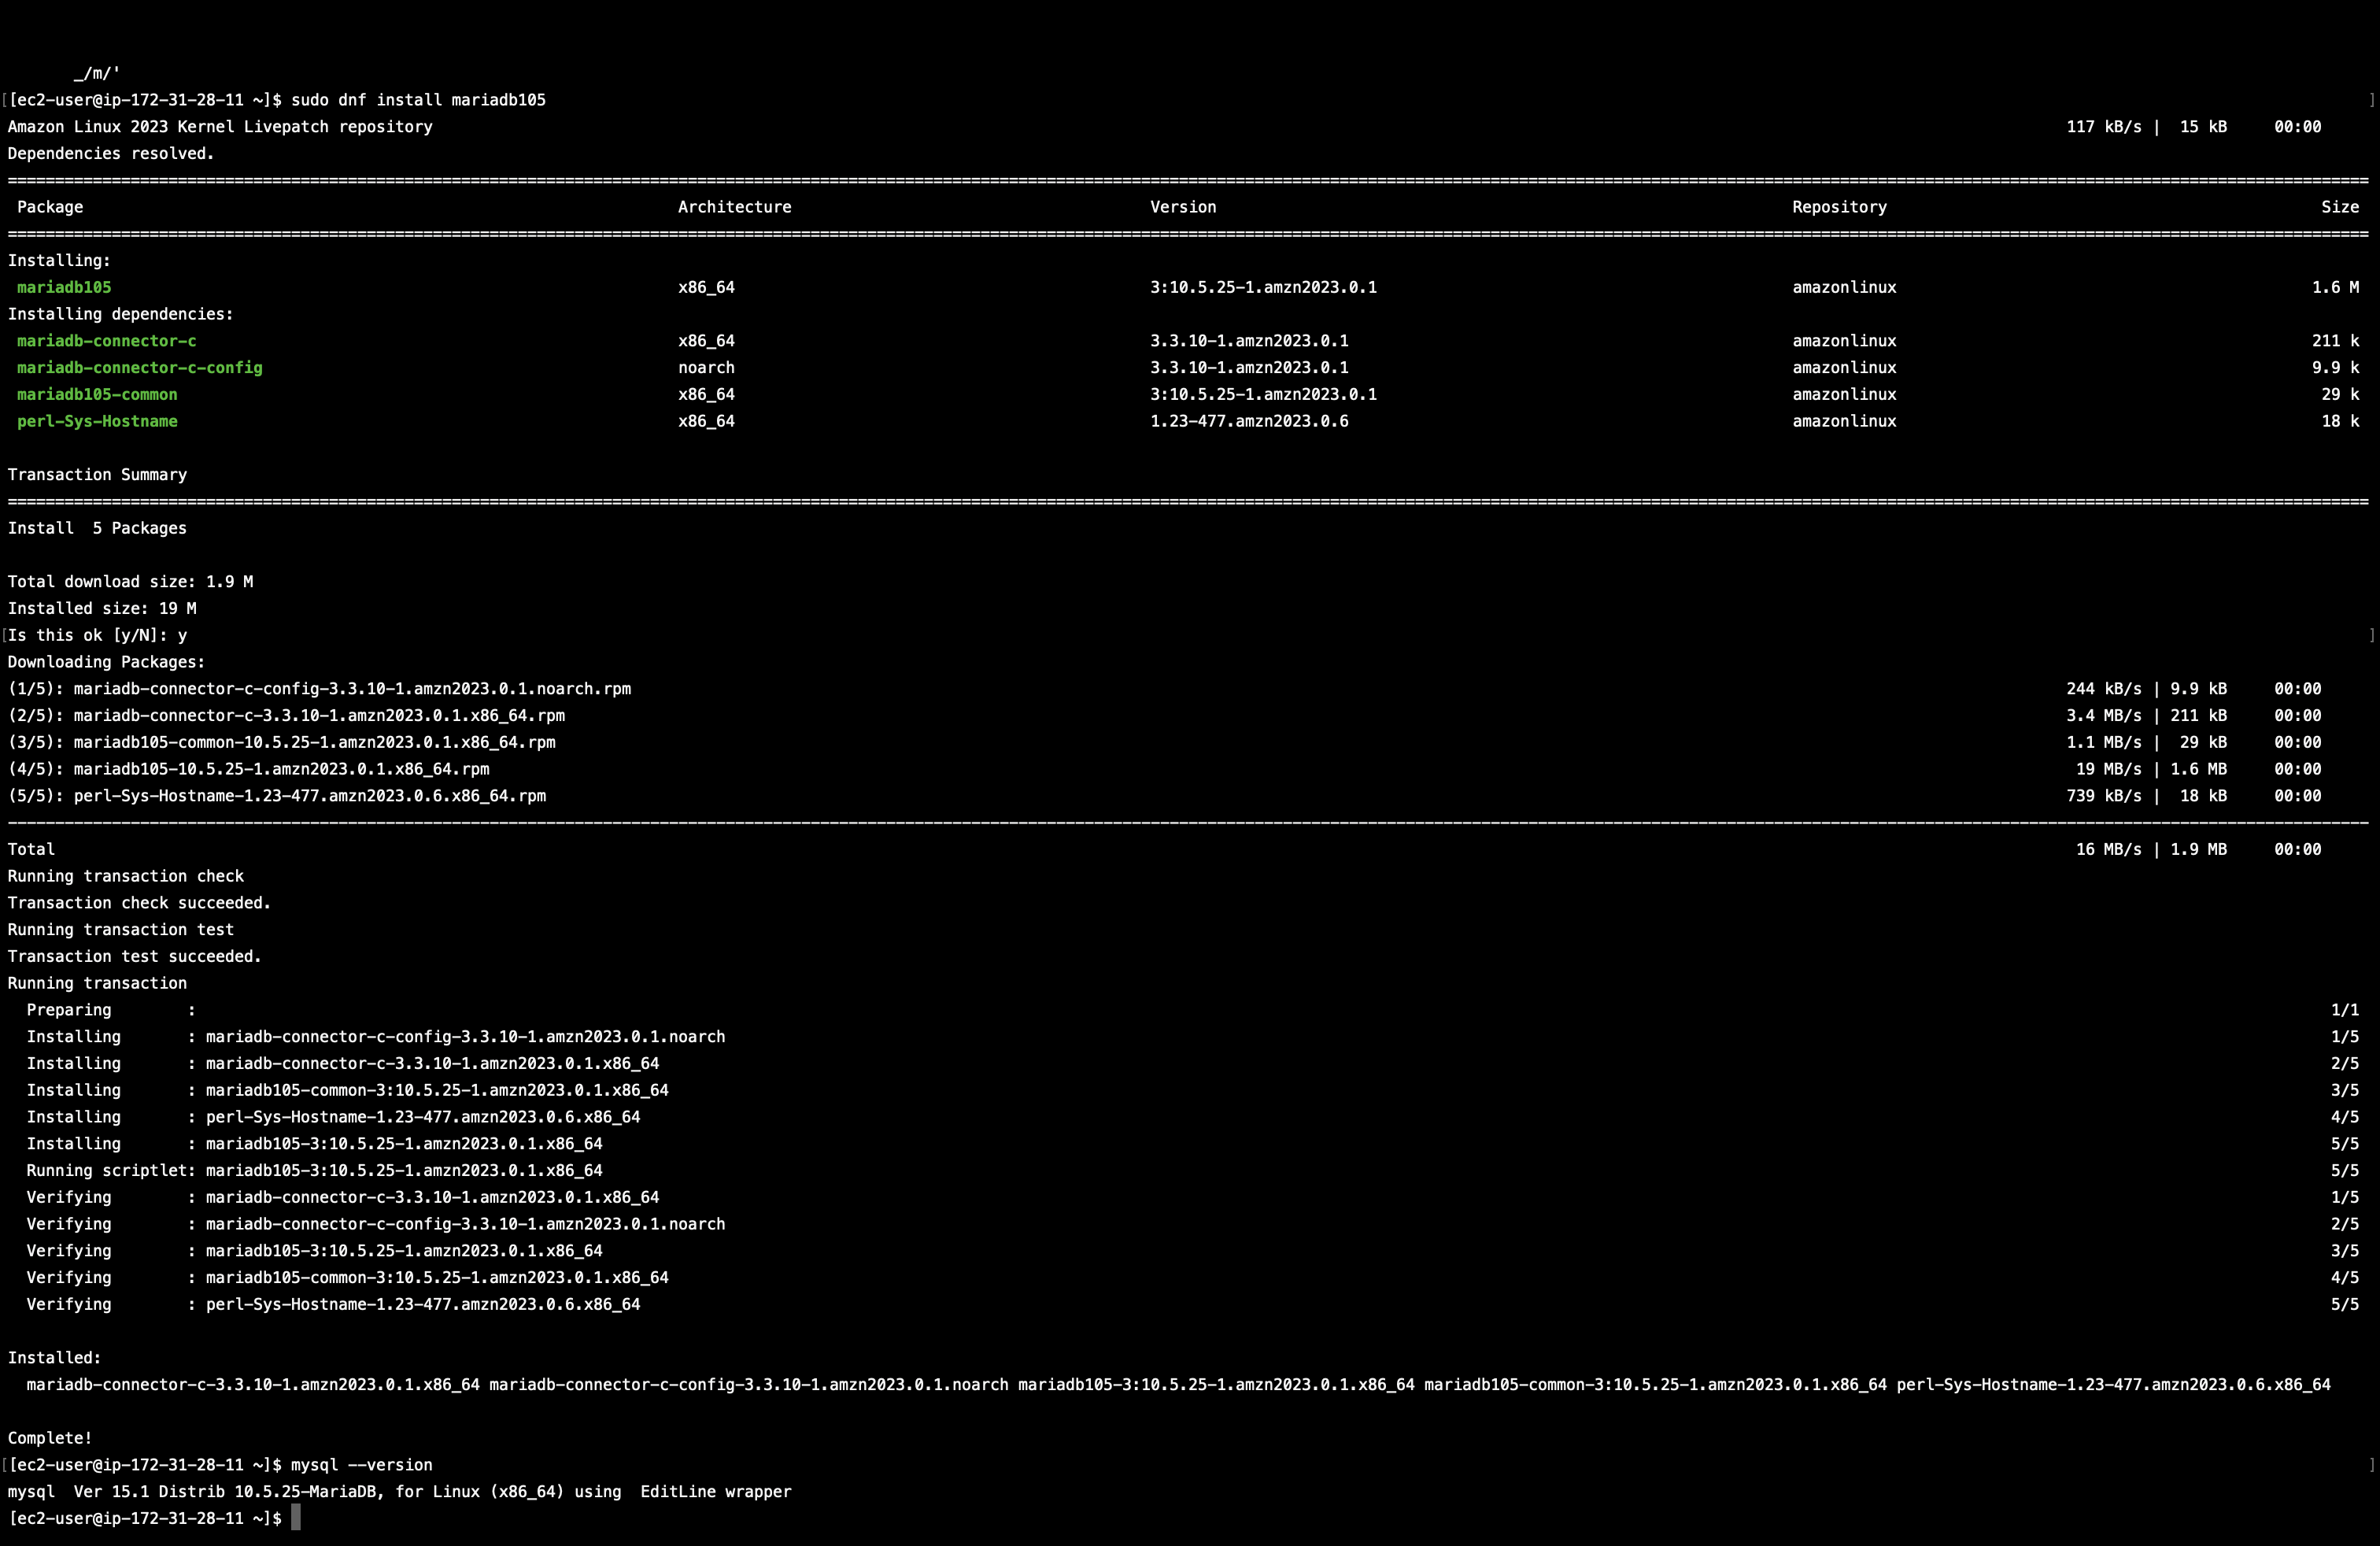 _/m/'
[[ec2-user@ip-172-31-28-11 ~]$ sudo dnf install mariadb105 ]
Amazon Linux 2023 Kernel Livepatch repository 117 kB/s | 15 kB 00:00
Dependencies resolved.
================================================================================
Package Architecture Version Repository Size
================================================================================
Installing:
mariadb105 x86_64 3:10.5.25-1.amzn2023.0.1 amazonlinux 1.6 M
Installing dependencies:
mariadb-connector-c x86_64 3.3.10-1.amzn2023.0.1 amazonlinux 211 k
mariadb-connector-c-config noarch 3.3.10-1.amzn2023.0.1 amazonlinux 9.9 k
mariadb105-common x86_64 3:10.5.25-1.amzn2023.0.1 amazonlinux 29 k
perl-Sys-Hostname x86_64 1.23-477.amzn2023.0.6 amazonlinux 18 k
Transaction Summary
================================================================================
Install 5 Packages
Total download size: 1.9 M
Installed size: 19 M
[Is this ok [y/N]: y ]
Downloading Packages:
(1/5): mariadb-connector-c-config-3.3.10-1.amzn2023.0.1.noarch.rpm 244 kB/s | 9.9 kB 00:00
(2/5): mariadb-connector-c-3.3.10-1.amzn2023.0.1.x86_64.rpm 3.4 MB/s | 211 kB 00:00
(3/5): mariadb105-common-10.5.25-1.amzn2023.0.1.x86_64.rpm 1.1 MB/s | 29 kB 00:00
(4/5): mariadb105-10.5.25-1.amzn2023.0.1.x86_64.rpm 19 MB/s | 1.6 MB 00:00
(5/5): perl-Sys-Hostname-1.23-477.amzn2023.0.6.x86_64.rpm 739 kB/s | 18 kB 00:00
--------------------------------------------------------------------------------
Total 16 MB/s | 1.9 MB 00:00
Running transaction check
Transaction check succeeded.
Running transaction test
Transaction test succeeded.
Running transaction
Preparing : 1/1
Installing : mariadb-connector-c-config-3.3.10-1.amzn2023.0.1.noarch 1/5
Installing : mariadb-connector-c-3.3.10-1.amzn2023.0.1.x86_64 2/5
Installing : mariadb105-common-3:10.5.25-1.amzn2023.0.1.x86_64 3/5
Installing : perl-Sys-Hostname-1.23-477.amzn2023.0.6.x86_64 4/5
Installing : mariadb105-3:10.5.25-1.amzn2023.0.1.x86_64 5/5
Running scriptlet: mariadb105-3:10.5.25-1.amzn2023.0.1.x86_64 5/5
Verifying : mariadb-connector-c-3.3.10-1.amzn2023.0.1.x86_64 1/5
Verifying : mariadb-connector-c-config-3.3.10-1.amzn2023.0.1.noarch 2/5
Verifying : mariadb105-3:10.5.25-1.amzn2023.0.1.x86_64 3/5
Verifying : mariadb105-common-3:10.5.25-1.amzn2023.0.1.x86_64 4/5
Verifying : perl-Sys-Hostname-1.23-477.amzn2023.0.6.x86_64 5/5
Installed:
mariadb-connector-c-3.3.10-1.amzn2023.0.1.x86_64 mariadb-connector-c-config-3.3.10-1.amzn2023.0.1.noarch mariadb105-3:10.5.25-1.amzn2023.0.1.x86_64 mariadb105-common-3:10.5.25-1.amzn2023.0.1.x86_64 perl-Sys-Hostname-1.23-477.amzn2023.0.6.x86_64
Complete!
[[ec2-user@ip-172-31-28-11 ~]$ mysql --version ]
mysql Ver 15.1 Distrib 10.5.25-MariaDB, for Linux (x86_64) using EditLine wrapper
[ec2-user@ip-172-31-28-11 ~]$